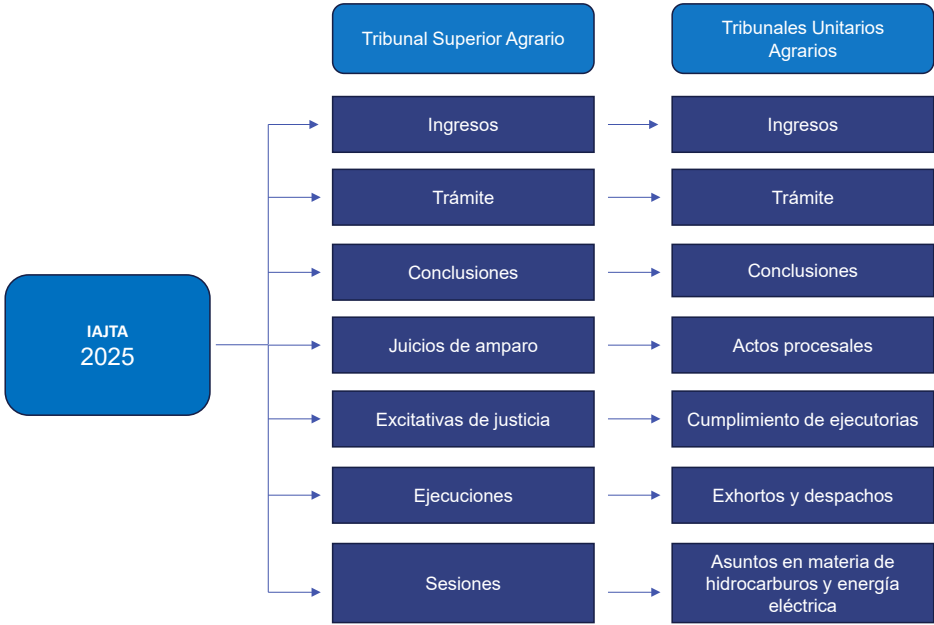 Tribunal Superior Agrario
Tribunales Unitarios
Agrarios
Ingresos
Ingresos
Trámite
Trámite
Conclusiones
Conclusiones
IAJTA
2025
Juicios de amparo
Actos procesales
Excitativas de justicia
Cumplimiento de ejecutorias
Ejecuciones
Exhortos y despachos
Sesiones
Asuntos en materia de
hidrocarburos y energía
eléctrica